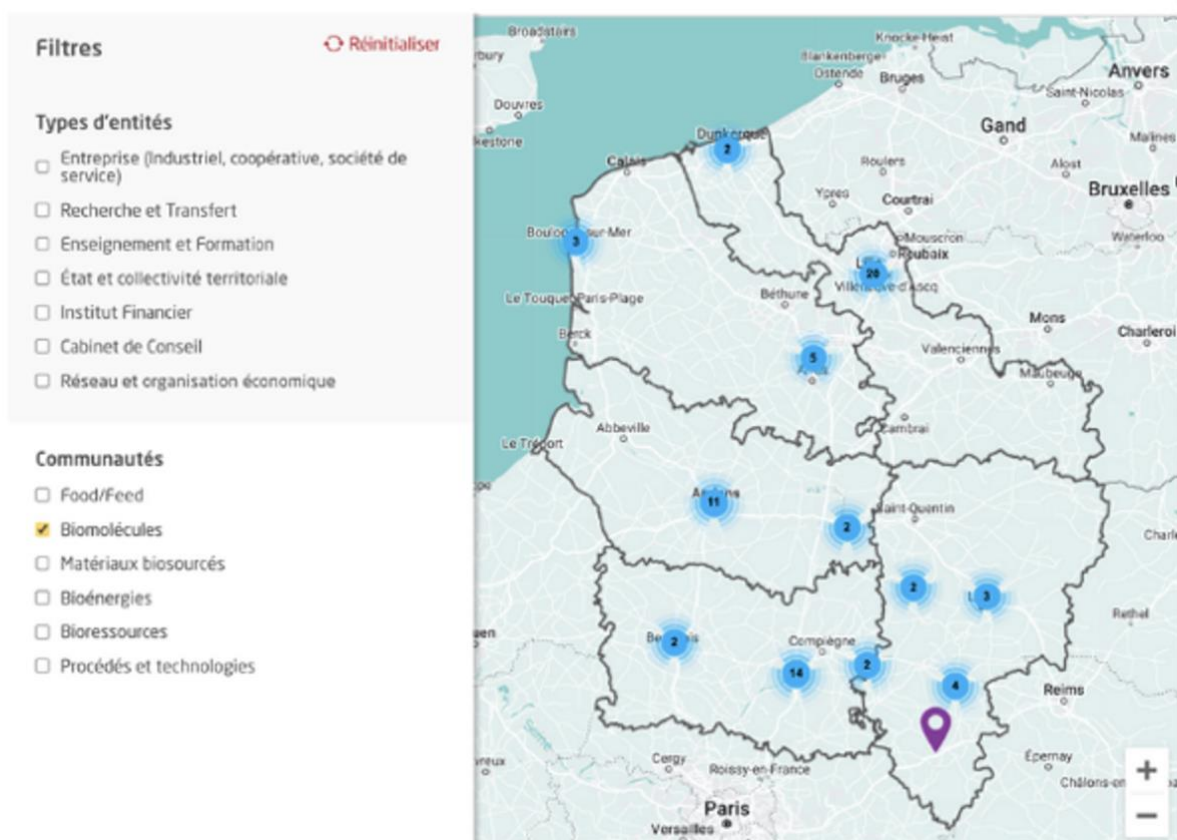 Filtres
Réinitialiser
Types d'entités
Entreprise (Industriel, coopérative, société de
service)
Recherche et Transfert
Enseignement et Formation
État et collectivité territoriale
Institut Financier
Cabinet de Conseil
Réseau et organisation économique
Communautés
Food/Feed
Biomolécules
Matériaux biosourcés
Bioénergies
Bioressources
Procédés et technologies
Broadstairs
Knocke-Heist
Blankenberge
Ostende
Bruges
Anvers
Saint-Nicolas
Douvres
Gand
Malines
Dunkerque
2
Calais
Roulers
Alost
Ypres
Courtrai
Bruxelles
3
Mouscron
Roubaix
Waterloo
20
Villeneuve-d'Ascq
Béthune
Le Touquet-Paris-Plage
Berck
Mons
Charleroi
Valenciennes
5
Maubeuge
Cambrai
Abbeville
Le Tréport
11
Saint-Quentin
2
2
3
Rethel
2
Compiègne
14
2
4
Reims
Cergy
Roissy-en-France
Épernay
Paris
Versailles
+
−